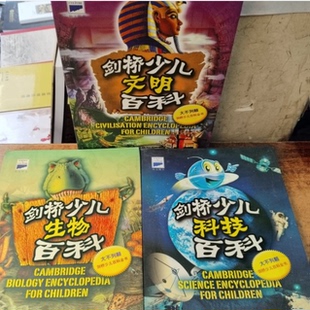 剑桥少儿
文明
百科
CAMBRIDGE
CIVILISATION ENCYCLOPEDIA
FOR CHILDREN
剑桥少儿
生物
百科
CAMBRIDGE
BIOLOGY ENCYCLOPEDIA
FOR CHILDREN
剑桥少儿
科技
百科
CAMBRIDGE
SCIENCE ENCYCLOPEDIA
FOR CHILDREN